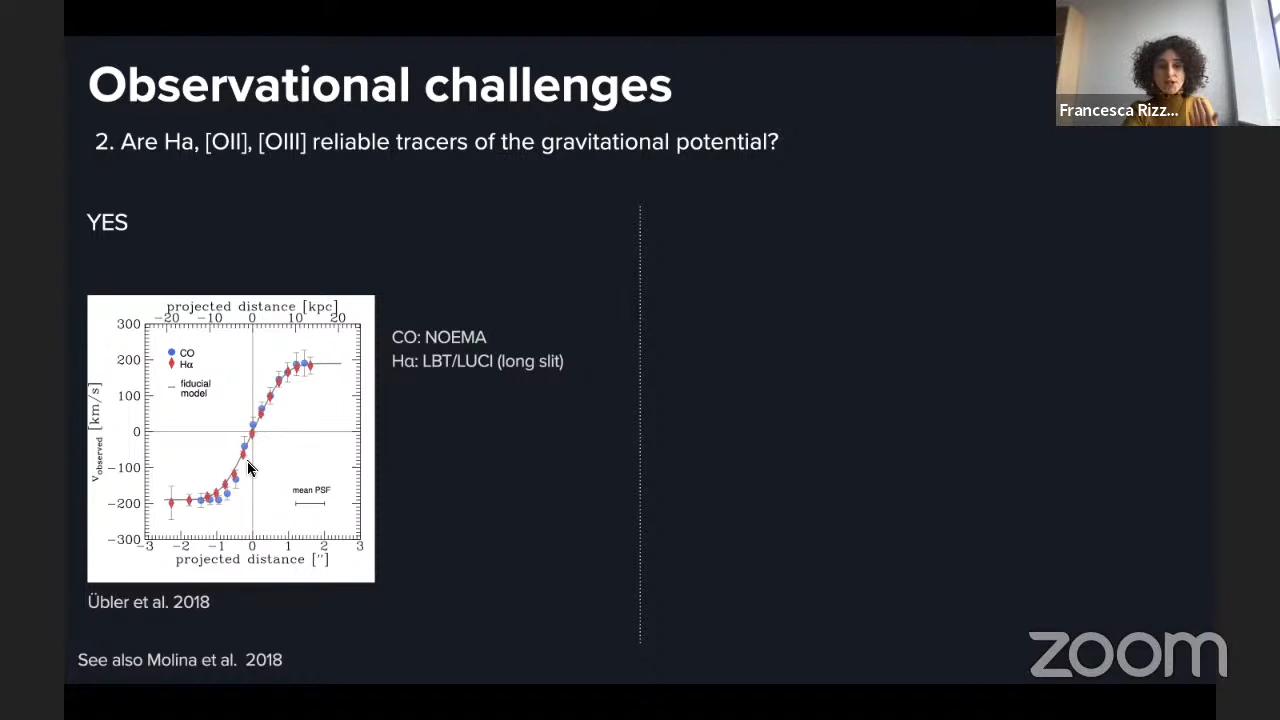 Observational challenges
Francesca Rizz...
2. Are Ha, [OII], [OIII] reliable tracers of the gravitational potential?
YES
projected distance [kpc]
−20 −10 0 10 20
300
200
100
0
−100
−200
−300
CO
Hα
fiducial
model
mean PSF
v observed [km/s]
−3 −2 −1 0 1 2 3
projected distance ["]
CO: NOEMA
Hα: LBT/LUCI (long slit)
Übler et al. 2018
See also Molina et al. 2018
zoom